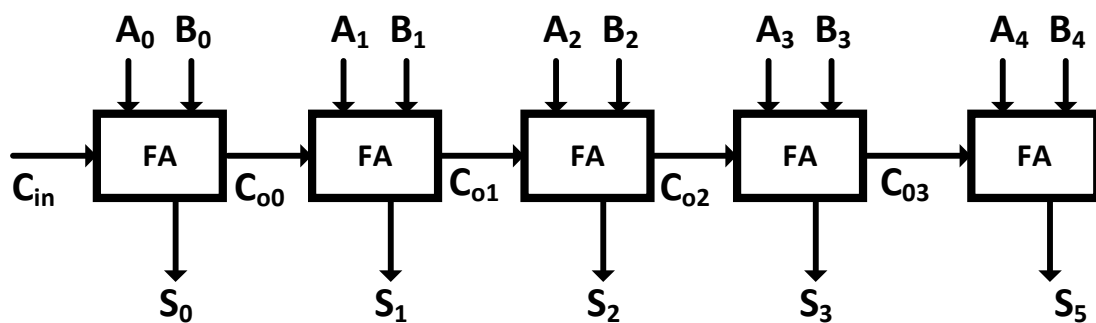 A0 B0 A1 B1 A2 B2 A3 B3 A4 B4
FA FA FA FA FA
Cin Co0 Co1 Co2 C03
S0 S1 S2 S3 S5